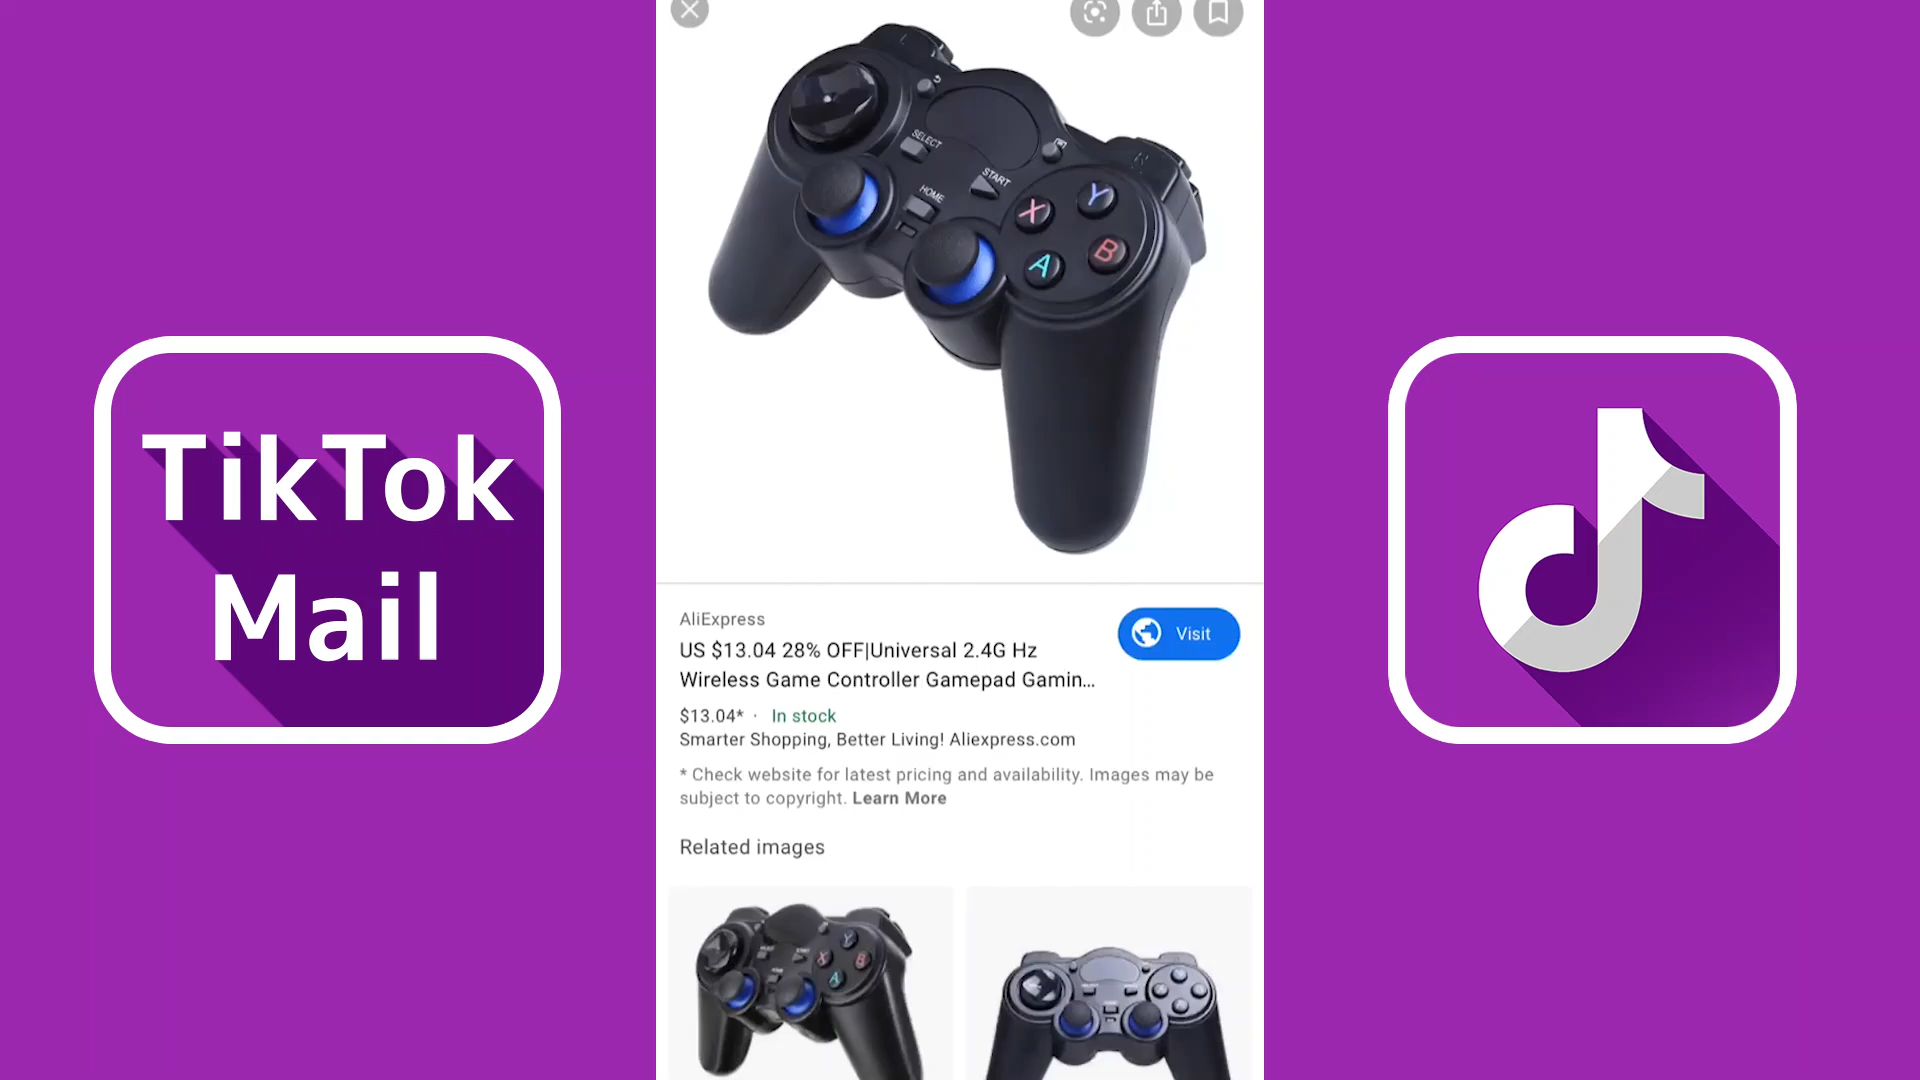 TikTok
Mail
L
SELECT
START
HOME
R
X
Y
A
B
AliExpress
US $13.04 28% OFF|Universal 2.4G Hz
Wireless Game Controller Gamepad Gamin...
Visit
$13.04* · In stock
Smarter Shopping, Better Living! Aliexpress.com
* Check website for latest pricing and availability. Images may be
subject to copyright. Learn More
Related images
Y
X
B
A